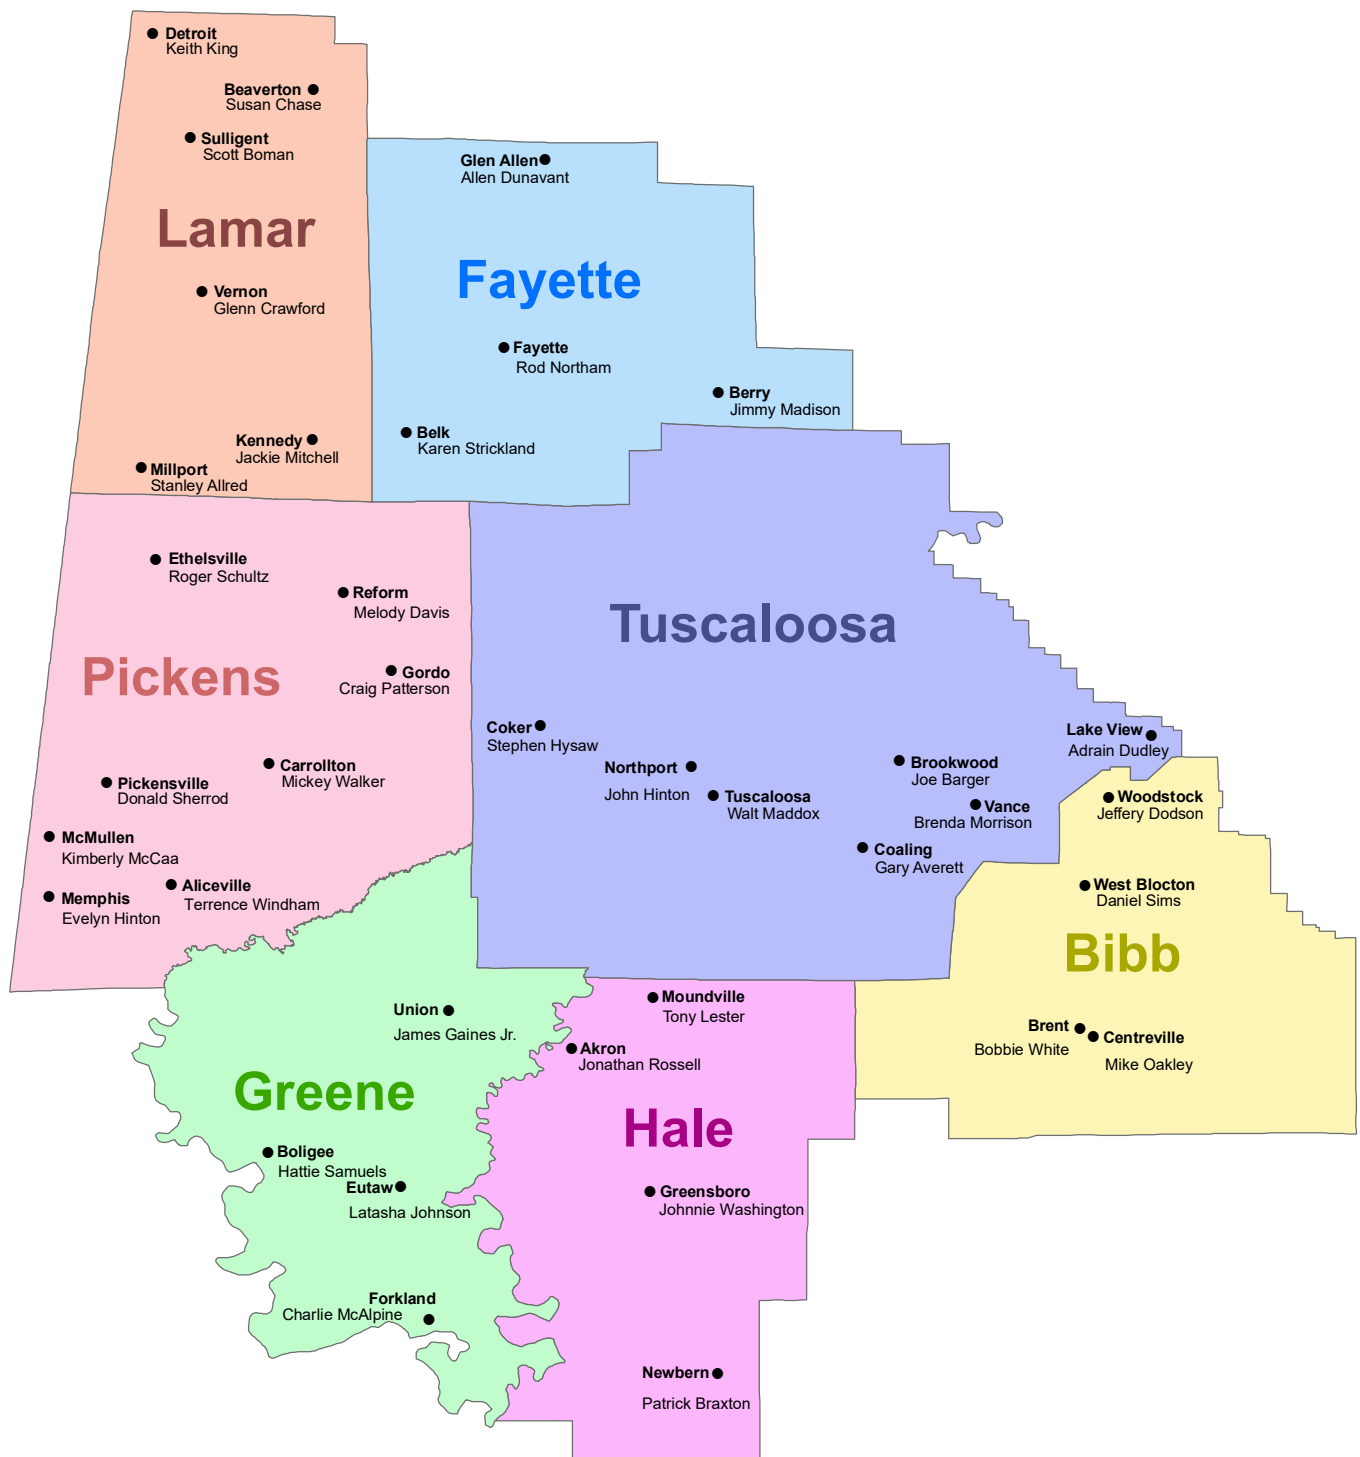 Detroit
Keith King
Beaverton
Susan Chase
Sulligent
Scott Boman
Lamar
Vernon
Glenn Crawford
Kennedy
Jackie Mitchell
Millport
Stanley Allred
Glen Allen
Allen Dunavant
Fayette
Fayette
Rod Northam
Berry
Jimmy Madison
Belk
Karen Strickland
Ethelsville
Roger Schultz
Reform
Melody Davis
Pickens
Gordo
Craig Patterson
Carrollton
Mickey Walker
Pickensville
Donald Sherrod
McMullen
Kimberly McCaa
Aliceville
Terrence Windham
Memphis
Evelyn Hinton
Tuscaloosa
Coker
Stephen Hysaw
Northport
John Hinton
Tuscaloosa
Walt Maddox
Brookwood
Joe Barger
Lake View
Adrain Dudley
Vance
Brenda Morrison
Coaling
Gary Averett
Woodstock
Jeffery Dodson
West Blocton
Daniel Sims
Bibb
Brent
Bobbie White
Centreville
Mike Oakley
Union
James Gaines Jr.
Greene
Boligee
Hattie Samuels
Eutaw
Latasha Johnson
Forkland
Charlie McAlpine
Moundville
Tony Lester
Akron
Jonathan Rossell
Hale
Greensboro
Johnnie Washington
Newbern
Patrick Braxton